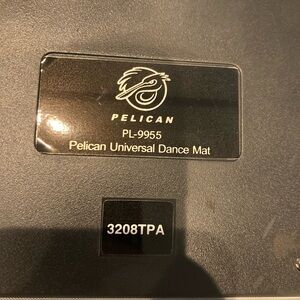 PELICAN
PL-9955
Pelican Universal Dance Mat
3208TPA